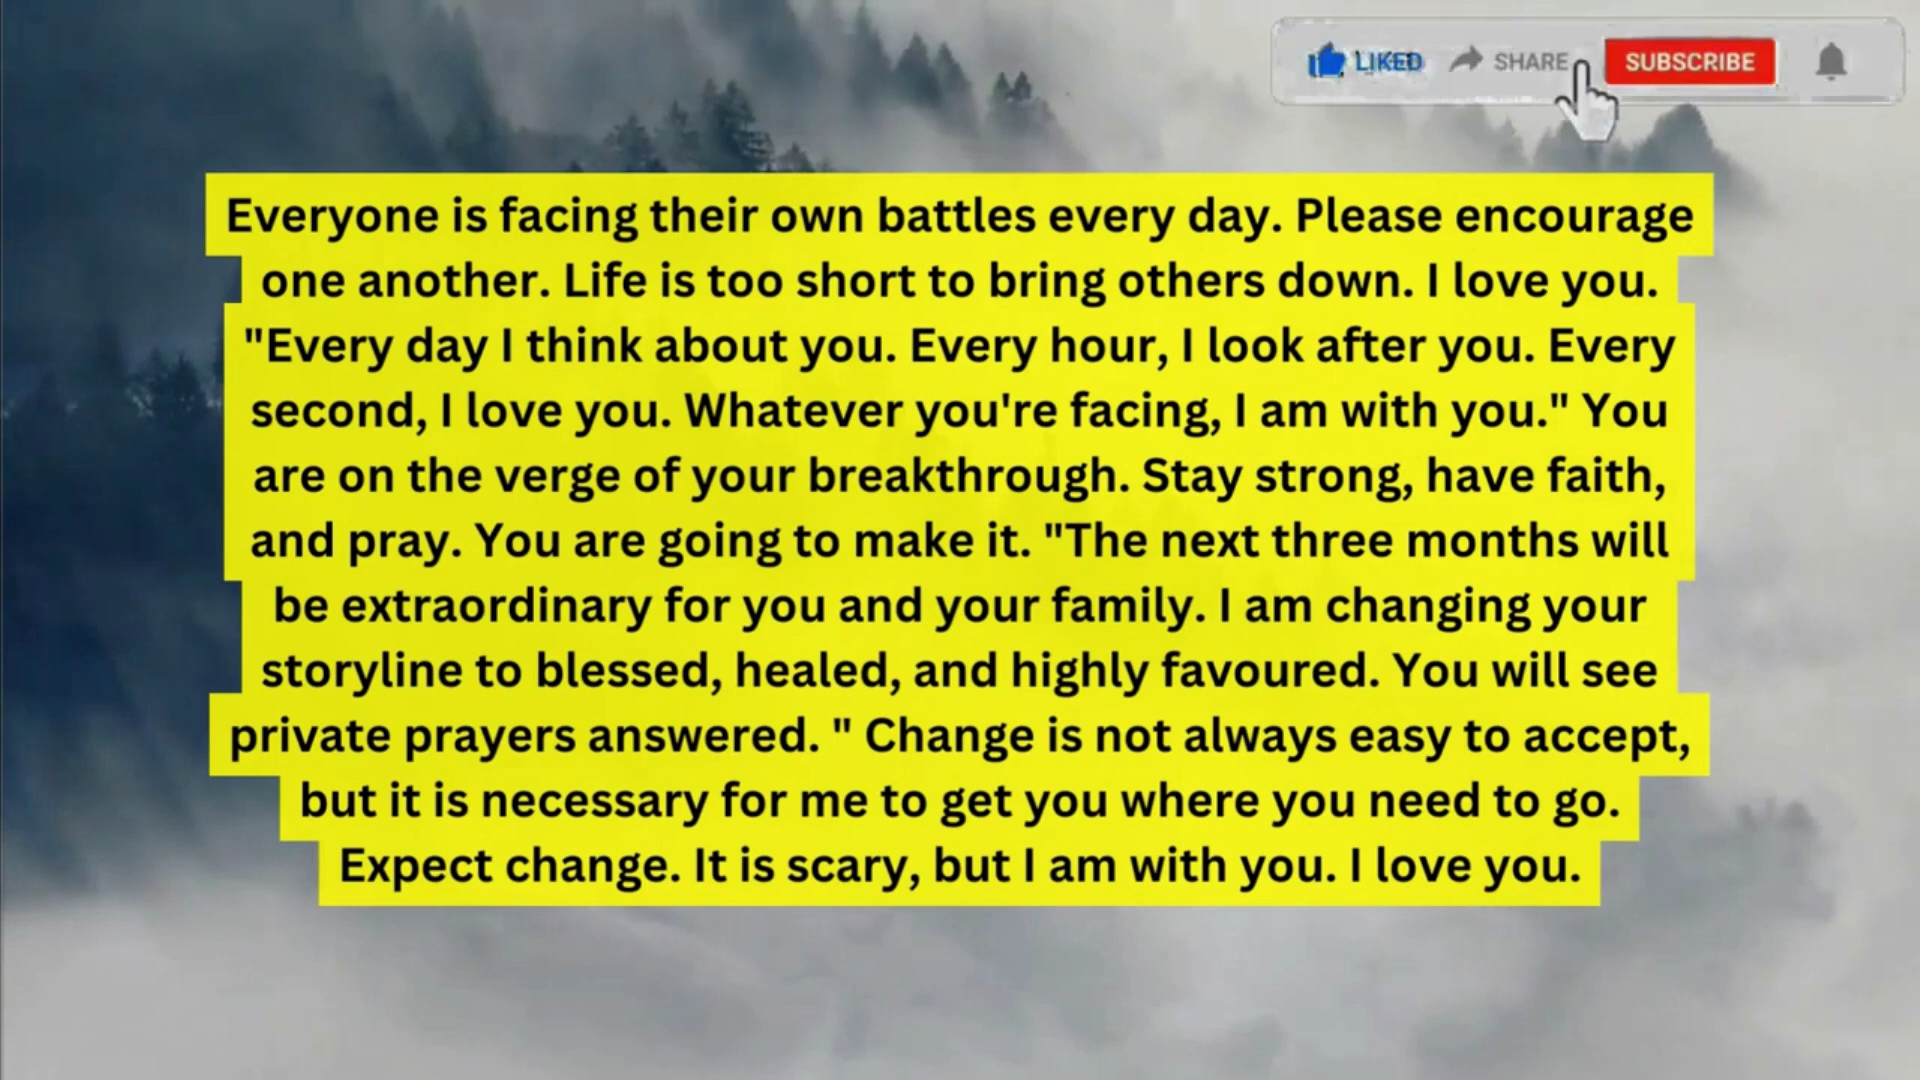 LIKED SHARE SUBSCRIBE
Everyone is facing their own battles every day. Please encourage
one another. Life is too short to bring others down. I love you.
"Every day I think about you. Every hour, I look after you. Every
second, I love you. Whatever you're facing, I am with you." You
are on the verge of your breakthrough. Stay strong, have faith,
and pray. You are going to make it. "The next three months will
be extraordinary for you and your family. I am changing your
storyline to blessed, healed, and highly favoured. You will see
private prayers answered. " Change is not always easy to accept,
but it is necessary for me to get you where you need to go.
Expect change. It is scary, but I am with you. I love you.